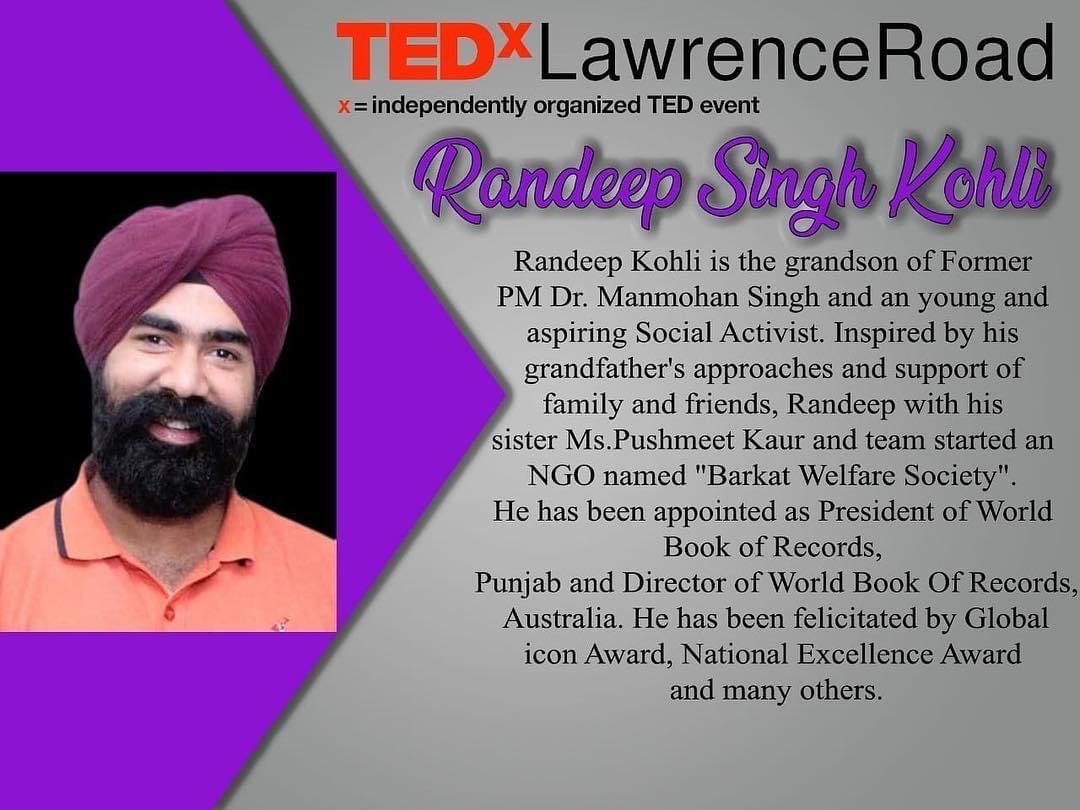 TEDxLawrenceRoad
x = independently organized TED event
Randeep Singh Kohli
Randeep Kohli is the grandson of Former
PM Dr. Manmohan Singh and an young and
aspiring Social Activist. Inspired by his
grandfather's approaches and support of
family and friends, Randeep with his
sister Ms.Pushmeet Kaur and team started an
NGO named "Barkat Welfare Society".
He has been appointed as President of World
Book of Records,
Punjab and Director of World Book Of Records,
Australia. He has been felicitated by Global
icon Award, National Excellence Award
and many others.